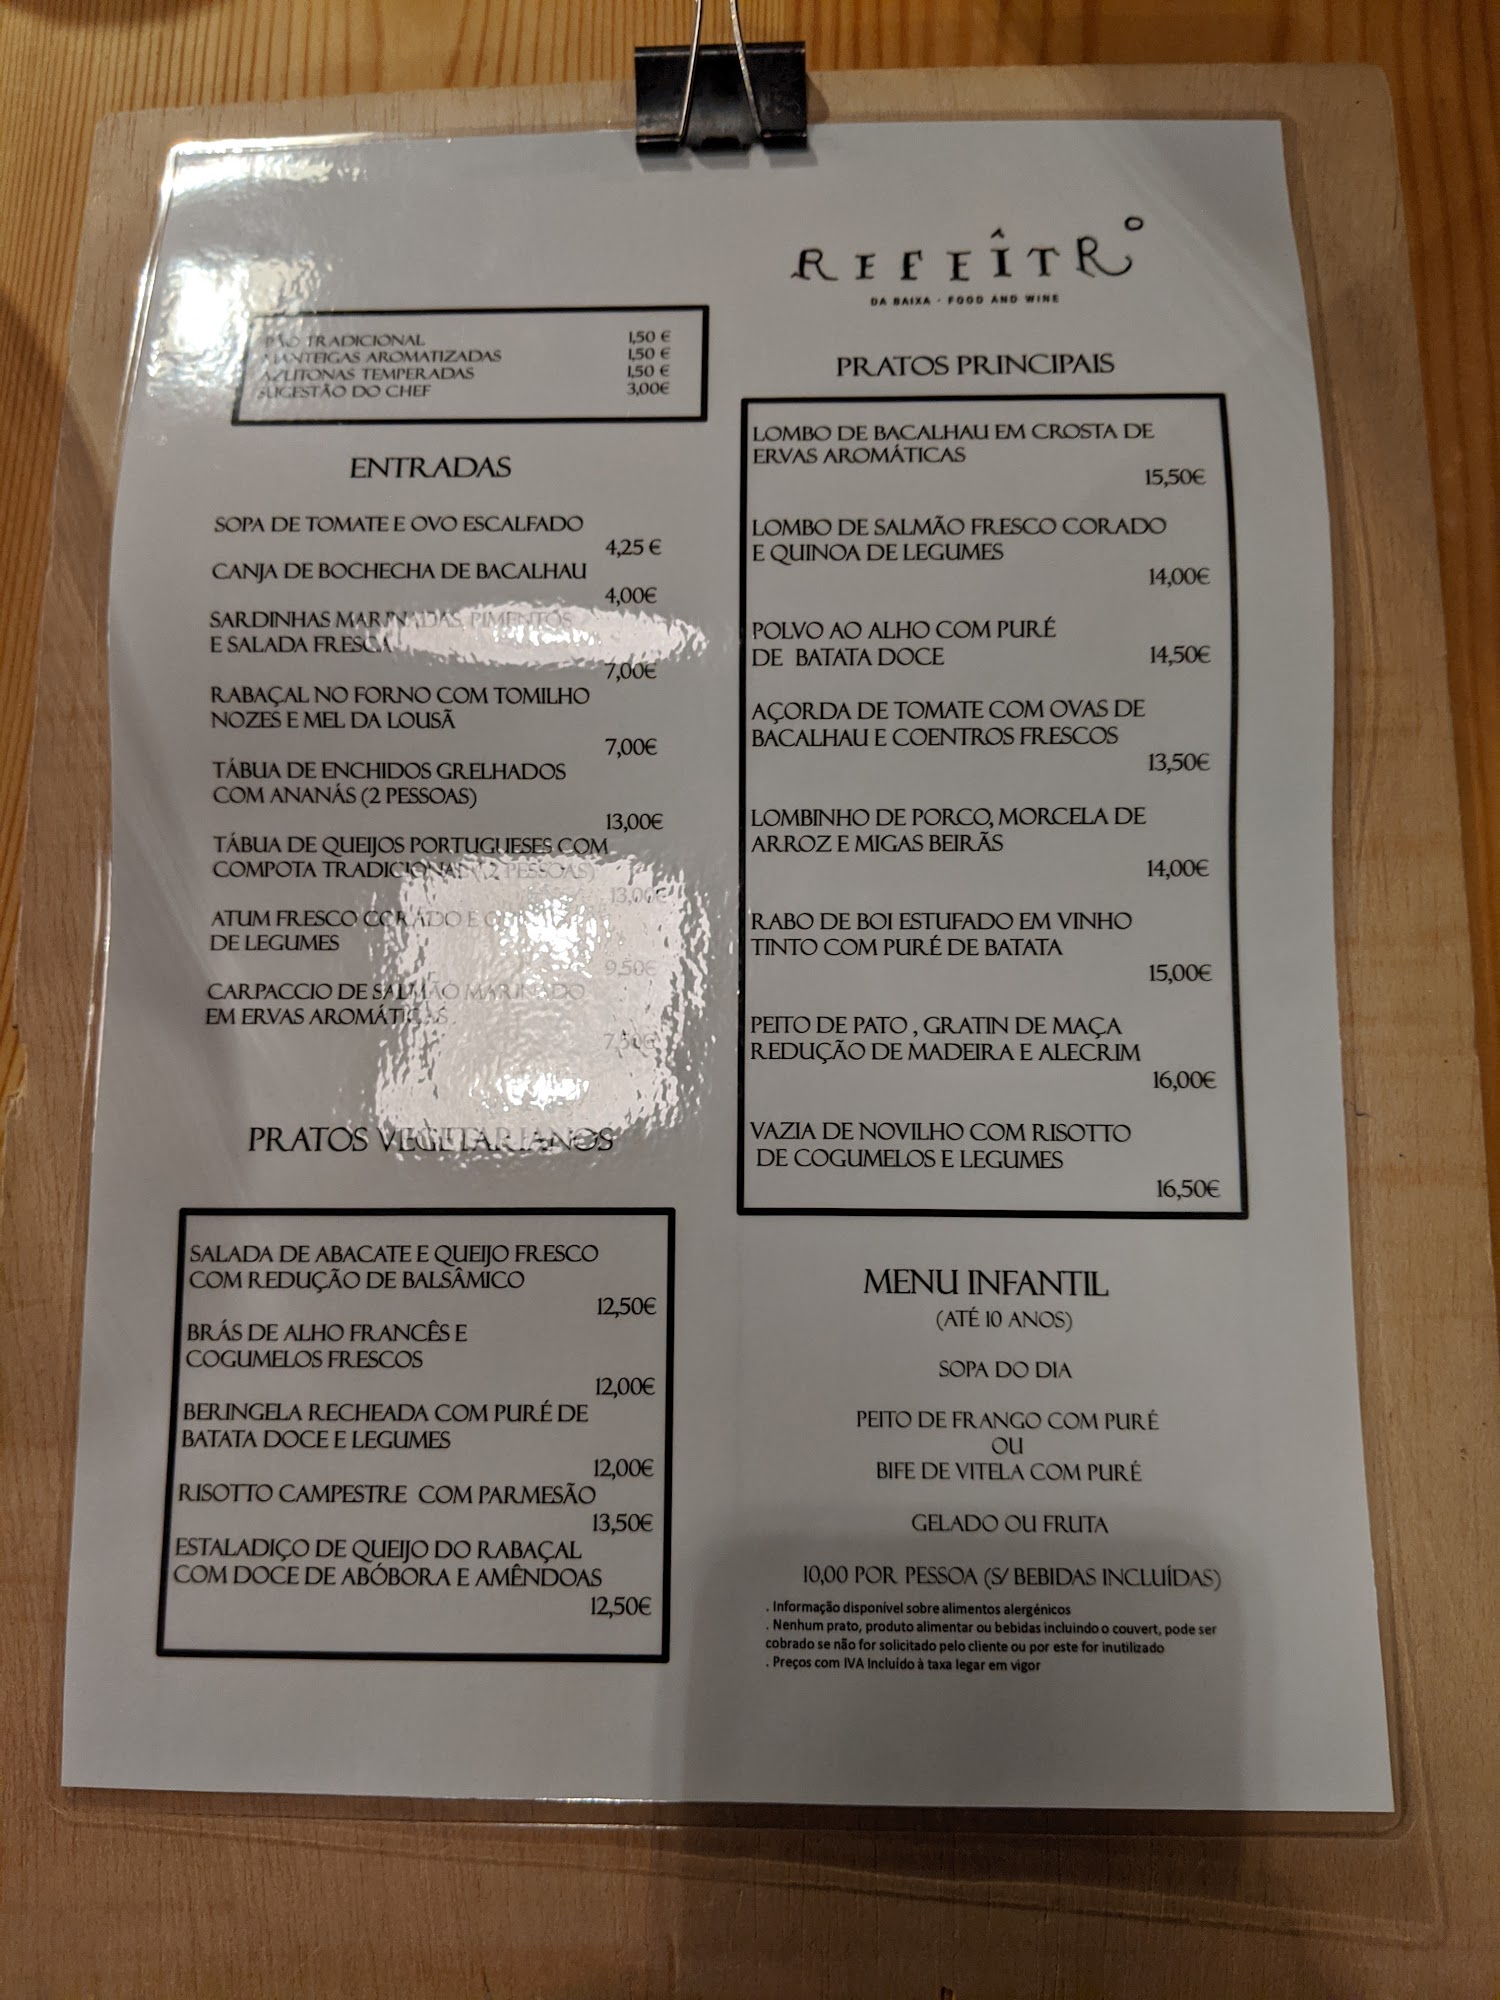 PÃO TRADICIONAL 1,50 €
MANTEIGAS AROMATIZADAS 1,50 €
AZEITONAS TEMPERADAS 1,50 €
SUGESTÃO DO CHEF 3,00€
ENTRADAS
SOPA DE TOMATE E OVO ESCALFADO
4,25 €
CANJA DE BOCHECHA DE BACALHAU
4,00€
SARDINHAS MARINADAS, PIMENTOS
E SALADA FRESCA
7,00€
RABAÇAL NO FORNO COM TOMILHO
NOZES E MEL DA LOUSÃ
7,00€
TÁBUA DE ENCHIDOS GRELHADOS
COM ANANÁS (2 PESSOAS)
13,00€
TÁBUA DE QUEIJOS PORTUGUESES COM
COMPOTA TRADICIONAL (2 PESSOAS)
13,00€
ATUM FRESCO CORADO E
DE LEGUMES
9,50€
CARPACCIO DE SALMÃO MARINADO
EM ERVAS AROMÁTICAS
7,50€
PRATOS VEGETARIANOS
SALADA DE ABACATE E QUEIJO FRESCO
COM REDUÇÃO DE BALSÂMICO
12,50€
BRÁS DE ALHO FRANCÊS E
COGUMELOS FRESCOS
12,00€
BERINGELA RECHEADA COM PURÉ DE
BATATA DOCE E LEGUMES
12,00€
RISOTTO CAMPESTRE COM PARMESÃO
13,50€
ESTALADIÇO DE QUEIJO DO RABAÇAL
COM DOCE DE ABÓBORA E AMÊNDOAS
12,50€
REFEITRO
DA BAIXA · FOOD AND WINE
PRATOS PRINCIPAIS
LOMBO DE BACALHAU EM CROSTA DE
ERVAS AROMÁTICAS
15,50€
LOMBO DE SALMÃO FRESCO CORADO
E QUINOA DE LEGUMES
14,00€
POLVO AO ALHO COM PURÉ
DE BATATA DOCE 14,50€
AÇORDA DE TOMATE COM OVAS DE
BACALHAU E COENTROS FRESCOS
13,50€
LOMBINHO DE PORCO, MORCELA DE
ARROZ E MIGAS BEIRÃS
14,00€
RABO DE BOI ESTUFADO EM VINHO
TINTO COM PURÉ DE BATATA
15,00€
PEITO DE PATO , GRATIN DE MAÇA
REDUÇÃO DE MADEIRA E ALECRIM
16,00€
VAZIA DE NOVILHO COM RISOTTO
DE COGUMELOS E LEGUMES
16,50€
MENU INFANTIL
(ATÉ 10 ANOS)
SOPA DO DIA
PEITO DE FRANGO COM PURÉ
OU
BIFE DE VITELA COM PURÉ
GELADO OU FRUTA
10,00 POR PESSOA (S/ BEBIDAS INCLUÍDAS)
. Informação disponível sobre alimentos alergénicos
. Nenhum prato, produto alimentar ou bebidas incluindo o couvert, pode ser
cobrado se não for solicitado pelo cliente ou por este for inutilizado
. Preços com IVA Incluído à taxa legar em vigor